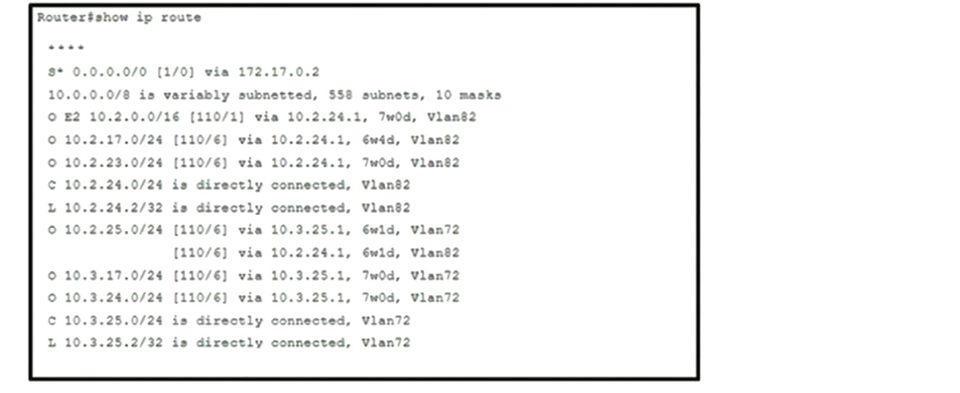 Router#show ip route
****
S* 0.0.0.0/0 [1/0] via 172.17.0.2
10.0.0.0/8 is variably subnetted, 558 subnets, 10 masks
O E2 10.2.0.0/16 [110/1] via 10.2.24.1, 7w0d, Vlan82
O 10.2.17.0/24 [110/6] via 10.2.24.1, 6w4d, Vlan82
O 10.2.23.0/24 [110/6] via 10.2.24.1, 7w0d, Vlan82
C 10.2.24.0/24 is directly connected, Vlan82
L 10.2.24.2/32 is directly connected, Vlan82
O 10.2.25.0/24 [110/6] via 10.3.25.1, 6w1d, Vlan72
[110/6] via 10.2.24.1, 6w1d, Vlan82
O 10.3.17.0/24 [110/6] via 10.3.25.1, 7w0d, Vlan72
O 10.3.24.0/24 [110/6] via 10.3.25.1, 7w0d, Vlan72
C 10.3.25.0/24 is directly connected, Vlan72
L 10.3.25.2/32 is directly connected, Vlan72